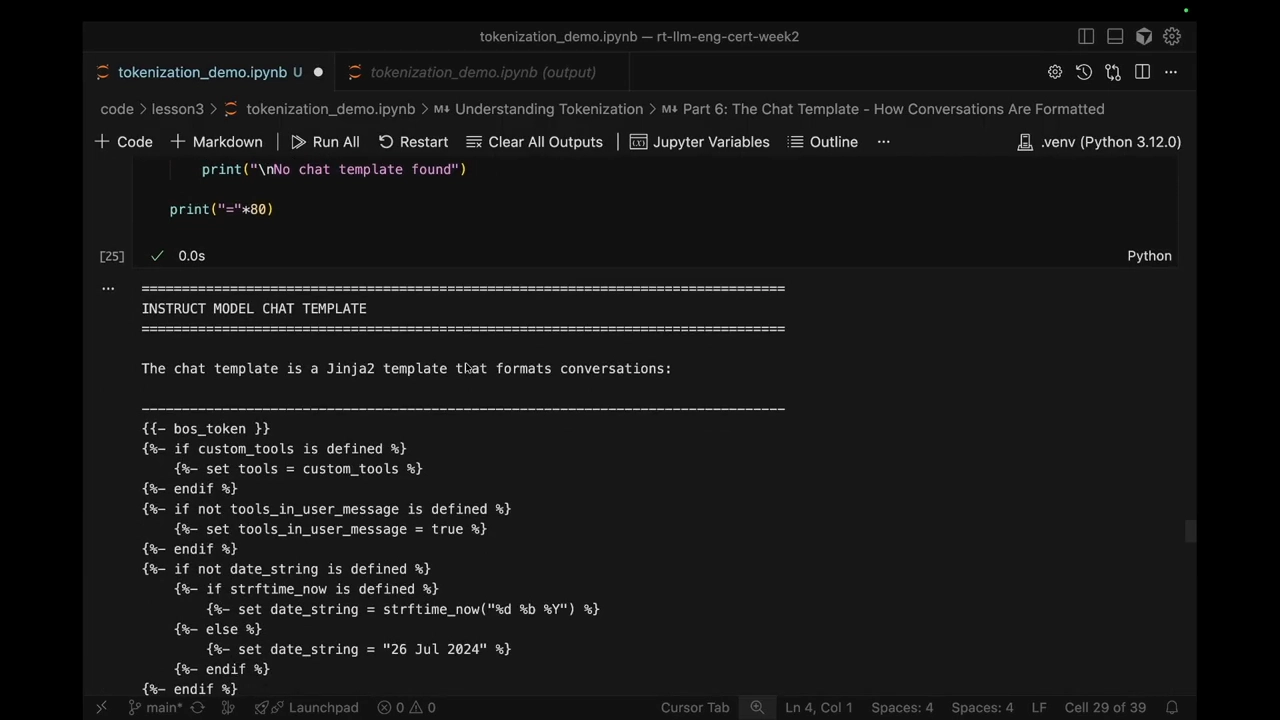 tokenization_demo.ipynb — rt-llm-eng-cert-week2
tokenization_demo.ipynb U
tokenization_demo.ipynb (output)
code > lesson3 > tokenization_demo.ipynb > Understanding Tokenization > Part 6: The Chat Template - How Conversations Are Formatted
+ Code + Markdown Run All Restart Clear All Outputs Jupyter Variables Outline ... .venv (Python 3.12.0)
print("\nNo chat template found")
print("="*80)
[25] 0.0s Python
================================================================================
INSTRUCT MODEL CHAT TEMPLATE
================================================================================
The chat template is a Jinja2 template that formats conversations:
--------------------------------------------------------------------------------
{{- bos_token }}
{%- if custom_tools is defined %}
    {%- set tools = custom_tools %}
{%- endif %}
{%- if not tools_in_user_message is defined %}
    {%- set tools_in_user_message = true %}
{%- endif %}
{%- if not date_string is defined %}
    {%- if strftime_now is defined %}
        {%- set date_string = strftime_now("%d %b %Y") %}
    {%- else %}
        {%- set date_string = "26 Jul 2024" %}
    {%- endif %}
{%- endif %}
main* Launchpad 0 0 Cursor Tab Ln 4, Col 1 Spaces: 4 Spaces: 4 LF Cell 29 of 39